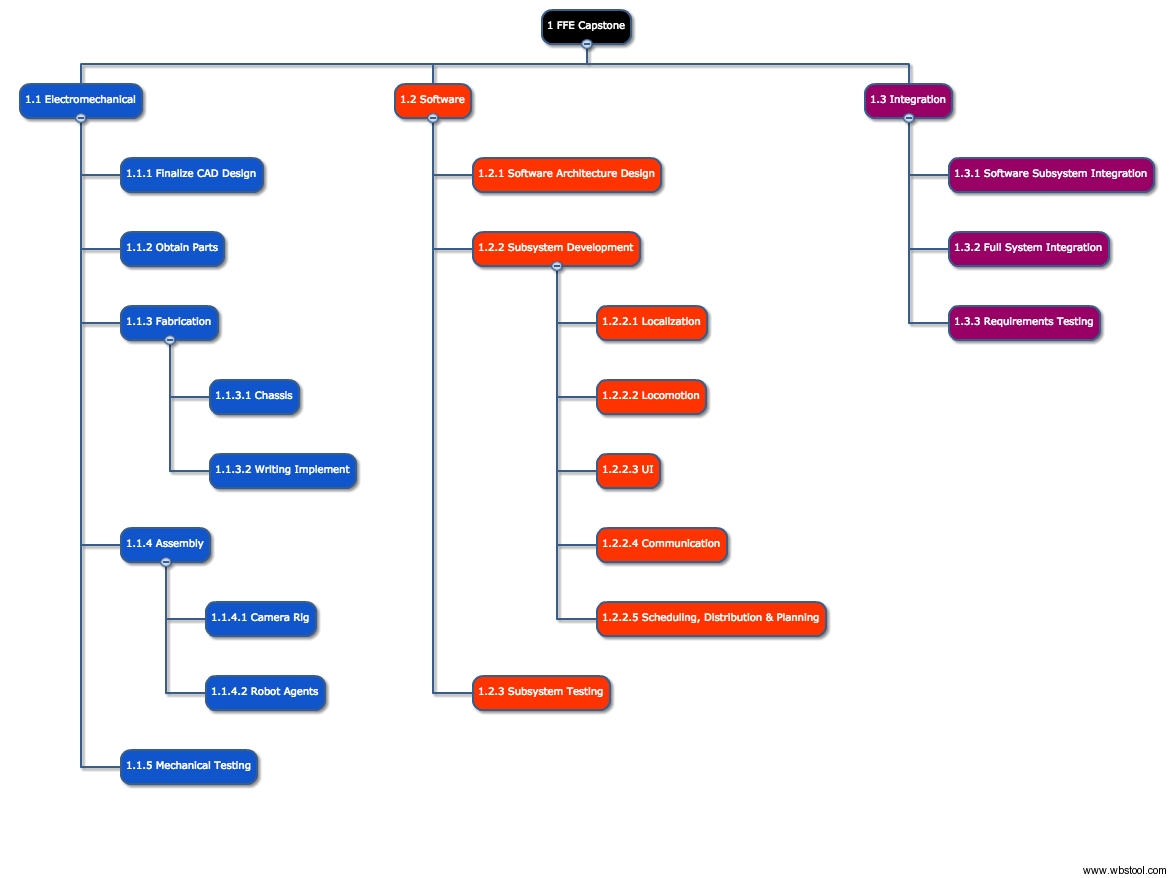 1 FFE Capstone
1.1 Electromechanical
1.1.1 Finalize CAD Design
1.1.2 Obtain Parts
1.1.3 Fabrication
1.1.3.1 Chassis
1.1.3.2 Writing Implement
1.1.4 Assembly
1.1.4.1 Camera Rig
1.1.4.2 Robot Agents
1.1.5 Mechanical Testing
1.2 Software
1.2.1 Software Architecture Design
1.2.2 Subsystem Development
1.2.2.1 Localization
1.2.2.2 Locomotion
1.2.2.3 UI
1.2.2.4 Communication
1.2.2.5 Scheduling, Distribution & Planning
1.2.3 Subsystem Testing
1.3 Integration
1.3.1 Software Subsystem Integration
1.3.2 Full System Integration
1.3.3 Requirements Testing
www.wbstool.com